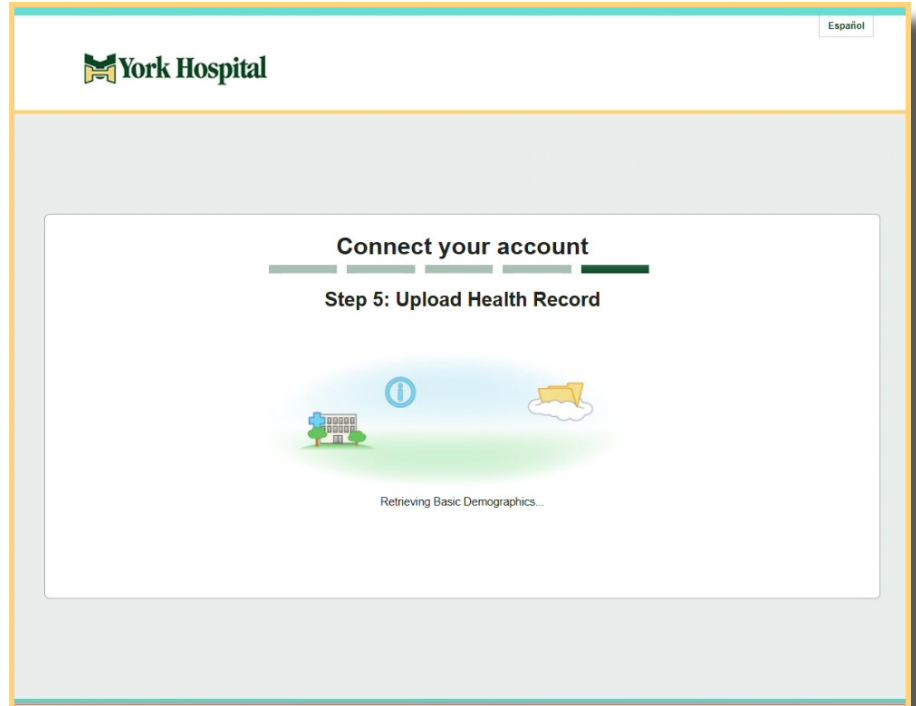 Español
York Hospital
Connect your account
Step 5: Upload Health Record
Retrieving Basic Demographics...